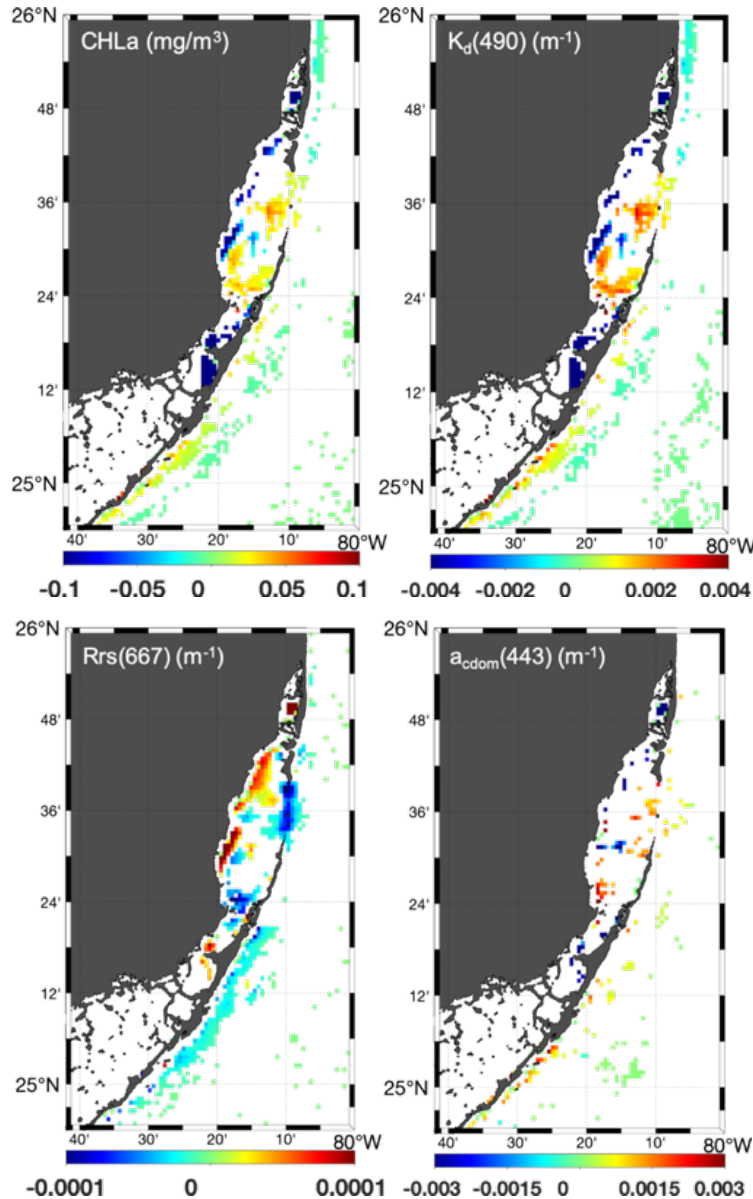 26°N
CHLa (mg/m³)
48'
36'
24'
12'
25°N
40' 30' 20' 10' 80°W
-0.1 -0.05 0 0.05 0.1
26°N
K_d(490) (m⁻¹)
48'
36'
24'
12'
25°N
40' 30' 20' 10' 80°W
-0.004 -0.002 0 0.002 0.004
26°N
Rrs(667) (m⁻¹)
48'
36'
24'
12'
25°N
40' 30' 20' 10' 80°W
-0.0001 0 0.0001
26°N
a_cdom(443) (m⁻¹)
48'
36'
24'
12'
25°N
40' 30' 20' 10' 80°W
-0.003 -0.0015 0 0.0015 0.003